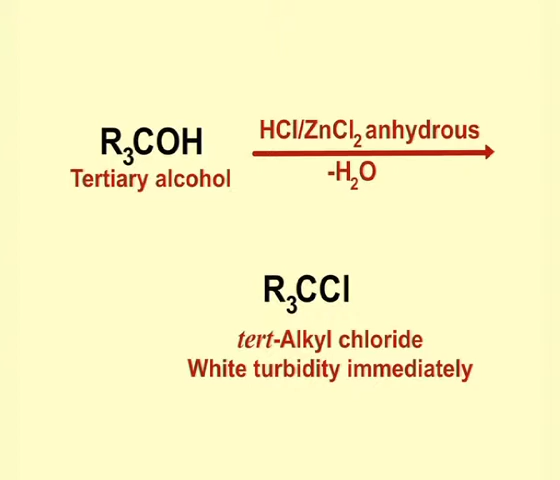 R₃COH
Tertiary alcohol
HCl/ZnCl₂ anhydrous
-H₂O
R₃CCl
tert-Alkyl chloride
White turbidity immediately